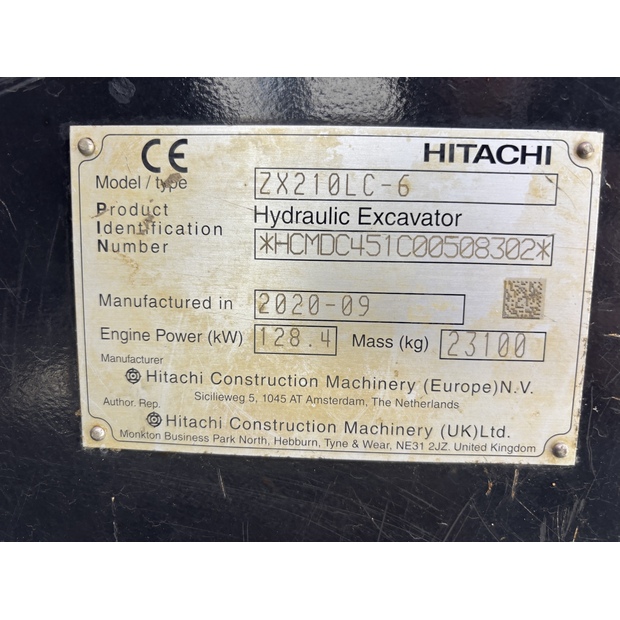 CE HITACHI
Model / type ZX210LC-6
Product Hydraulic Excavator
Identification
Number *HCMDC451C00508302*
Manufactured in 2020-09
Engine Power (kW) 128.4 Mass (kg) 23100
Manufacturer
Hitachi Construction Machinery (Europe)N.V.
Siciliëweg 5, 1045 AT Amsterdam, The Netherlands
Author. Rep.
Hitachi Construction Machinery (UK)Ltd.
Monkton Business Park North, Hebburn, Tyne & Wear, NE31 2JZ. United Kingdom